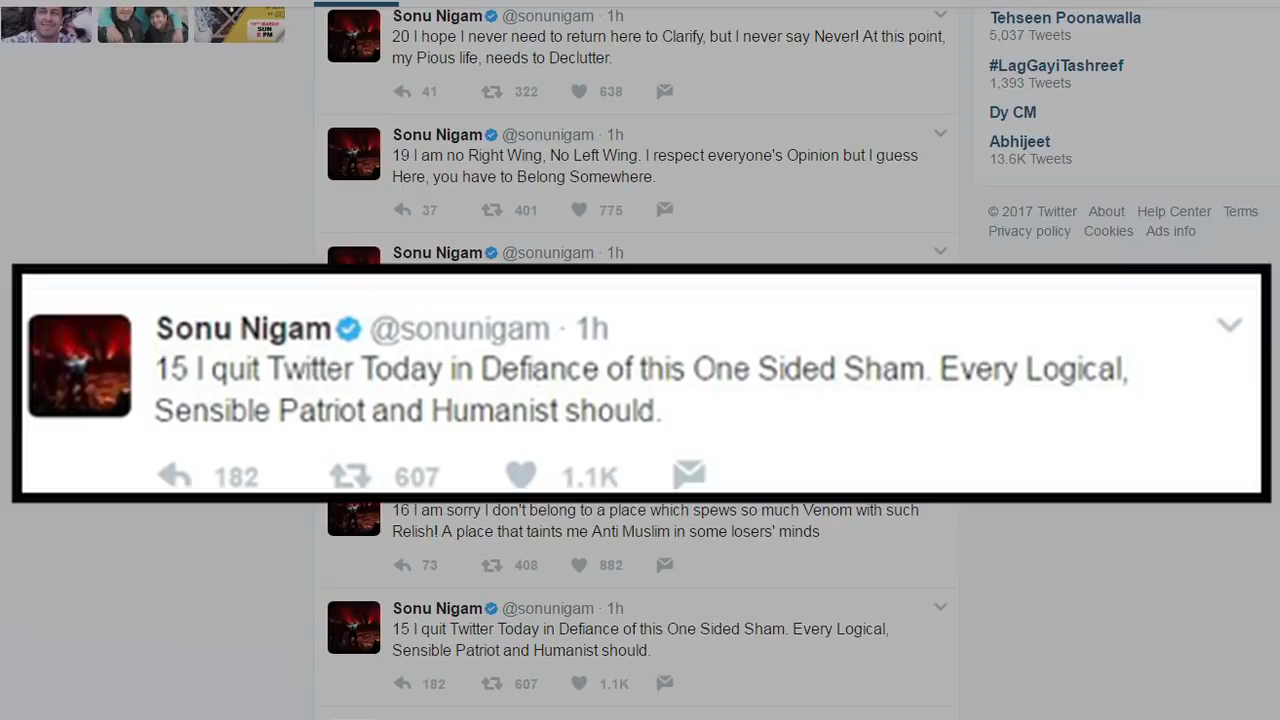 15TH MARCH
SUN
8 PM
Sonu Nigam @sonunigam · 1h
20 I hope I never need to return here to Clarify, but I never say Never! At this point,
my Pious life, needs to Declutter.
41 322 638
Sonu Nigam @sonunigam · 1h
19 I am no Right Wing, No Left Wing. I respect everyone's Opinion but I guess
Here, you have to Belong Somewhere.
37 401 775
Sonu Nigam @sonunigam · 1h
Sonu Nigam @sonunigam · 1h
15 I quit Twitter Today in Defiance of this One Sided Sham. Every Logical,
Sensible Patriot and Humanist should.
182 607 1.1K
16 I am sorry I don't belong to a place which spews so much Venom with such
Relish! A place that taints me Anti Muslim in some losers' minds
73 408 882
Sonu Nigam @sonunigam · 1h
15 I quit Twitter Today in Defiance of this One Sided Sham. Every Logical,
Sensible Patriot and Humanist should.
182 607 1.1K
Tehseen Poonawalla
5,037 Tweets
#LagGayiTashreef
1,393 Tweets
Dy CM
Abhijeet
13.6K Tweets
© 2017 Twitter About Help Center Terms
Privacy policy Cookies Ads info